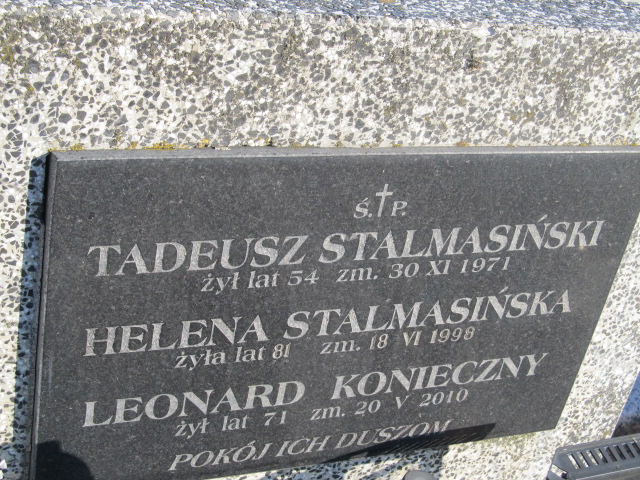 Ś.†P.
TADEUSZ STALMASIŃSKI
żył lat 54 zm. 30 XI 1971
HELENA STALMASIŃSKA
żyła lat 81 zm. 18 VI 1998
LEONARD KONIECZNY
żył lat 71 zm. 20 V 2010
POKÓJ ICH DUSZOM